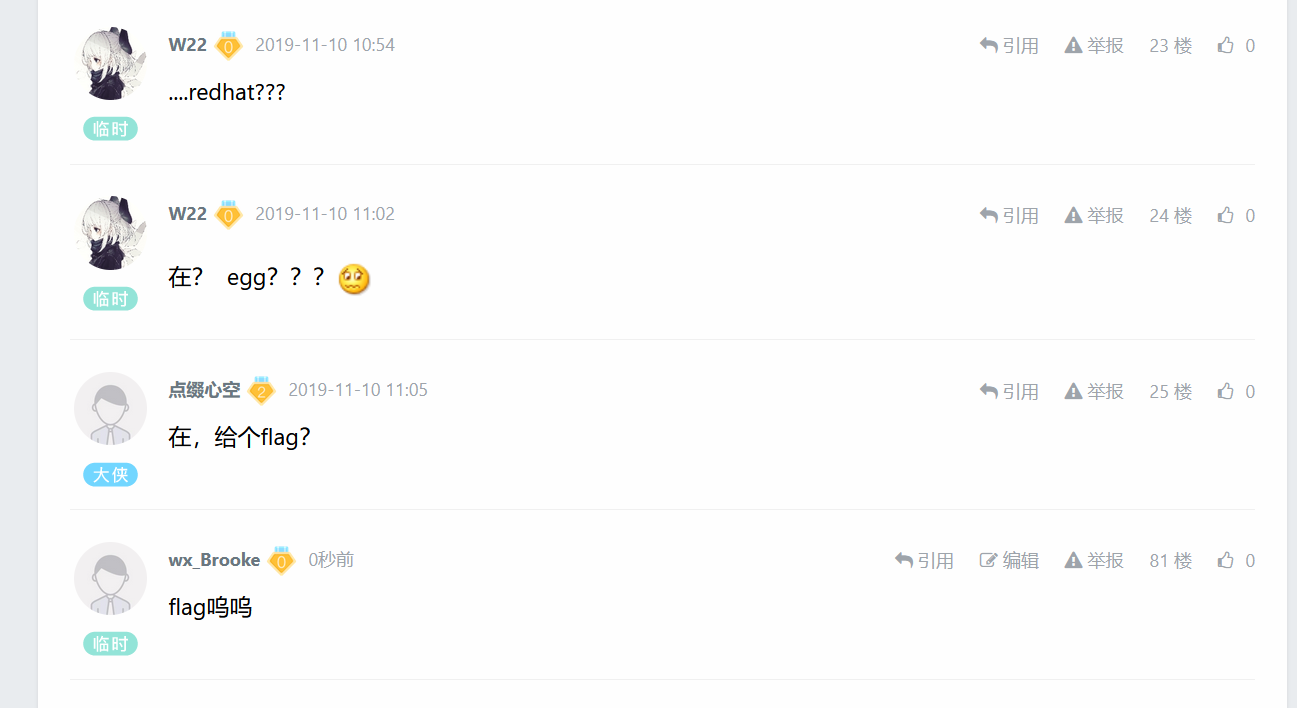 W22 0 2019-11-10 10:54 引用 举报 23 楼 0
....redhat???
临时
W22 0 2019-11-10 11:02 引用 举报 24 楼 0
在？ egg？？？
临时
点缀心空 2 2019-11-10 11:05 引用 举报 25 楼 0
在，给个flag？
大侠
wx_Brooke 0 0秒前 引用 编辑 举报 81 楼 0
flag呜呜
临时